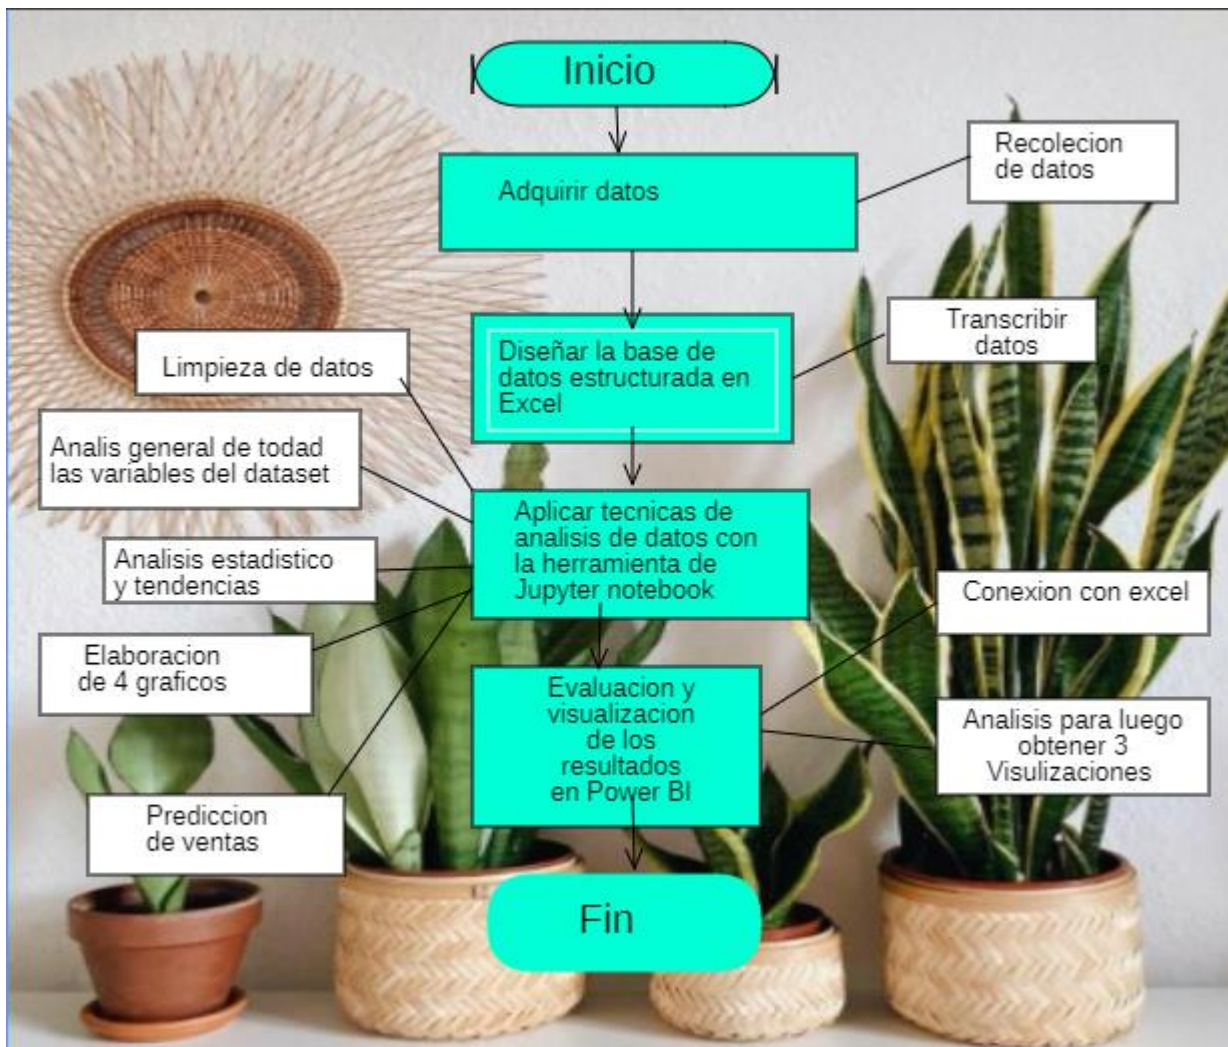 Inicio
Adquirir datos
Recolecion
de datos
Diseñar la base de
datos estructurada en
Excel
Transcribir
datos
Limpieza de datos
Analis general de todad
las variables del dataset
Analisis estadistico
y tendencias
Elaboracion
de 4 graficos
Prediccion
de ventas
Aplicar tecnicas de
analisis de datos con
la herramienta de
Jupyter notebook
Evaluacion y
visualizacion
de los
resultados
en Power BI
Conexion con excel
Analisis para luego
obtener 3
Visulizaciones
Fin